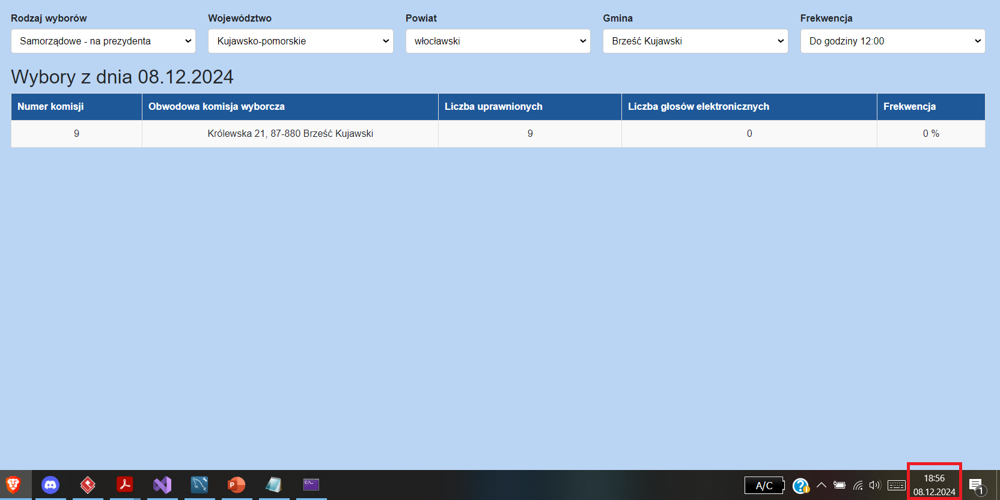 Rodzaj wyborów Województwo Powiat Gmina Frekwencja
Samorządowe - na prezydenta Kujawsko-pomorskie włocławski Brześć Kujawski Do godziny 12:00
Wybory z dnia 08.12.2024
Numer komisji Obwodowa komisja wyborcza Liczba uprawnionych Liczba głosów elektronicznych Frekwencja
9 Królewska 21, 87-880 Brześć Kujawski 9 0 0 %
A/C
18:56
08.12.2024
1
P
C:\_